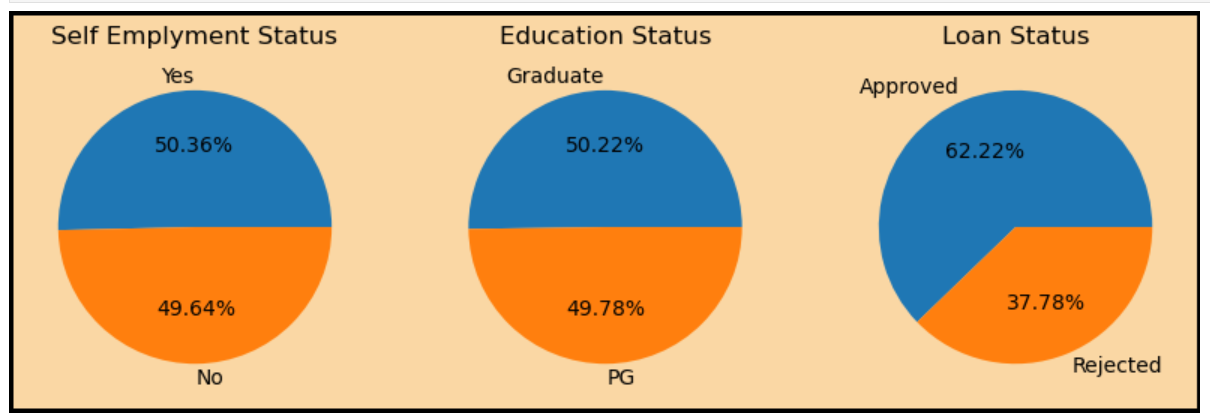 Self Emplyment Status
Yes
50.36%
49.64%
No
Education Status
Graduate
50.22%
49.78%
PG
Loan Status
Approved
62.22%
37.78%
Rejected